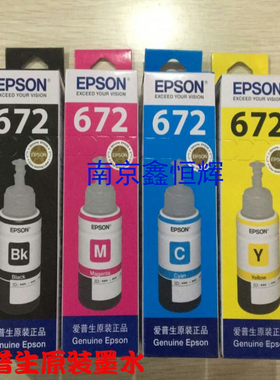 EPSON
EXCEED YOUR VISION
672
Bk
Black
爱普生原装正品
Genuine Epson
EPSON
EXCEED YOUR VISION
672
M
Magenta
爱普生原装正品
Genuine Epson
EPSON
EXCEED YOUR VISION
672
C
Cyan
爱普生原装正品
Genuine Epson
EPSON
EXCEED YOUR VISION
672
Y
Yellow
爱普生原装正品
Genuine Epson
南京鑫恒辉
普生原装墨水